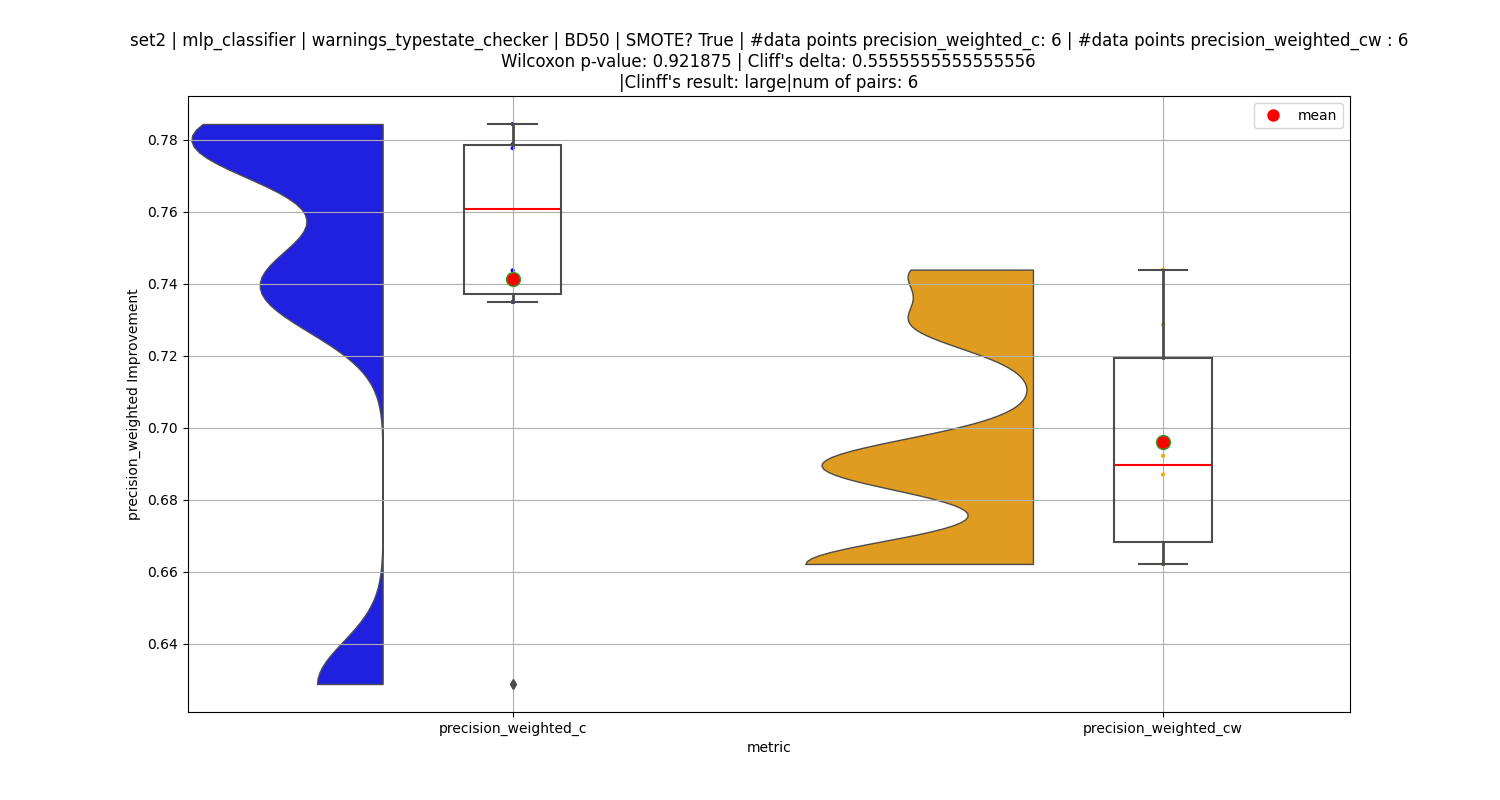 set2 | mlp_classifier | warnings_typestate_checker | BD50 | SMOTE? True | #data points precision_weighted_c: 6 | #data points precision_weighted_cw : 6
Wilcoxon p-value: 0.921875 | Cliff's delta: 0.5555555555555556
|Clinff's result: large|num of pairs: 6
mean
0.78
0.76
0.74
0.72
0.70
0.68
0.66
0.64
precision_weighted Improvement
precision_weighted_c
precision_weighted_cw
metric